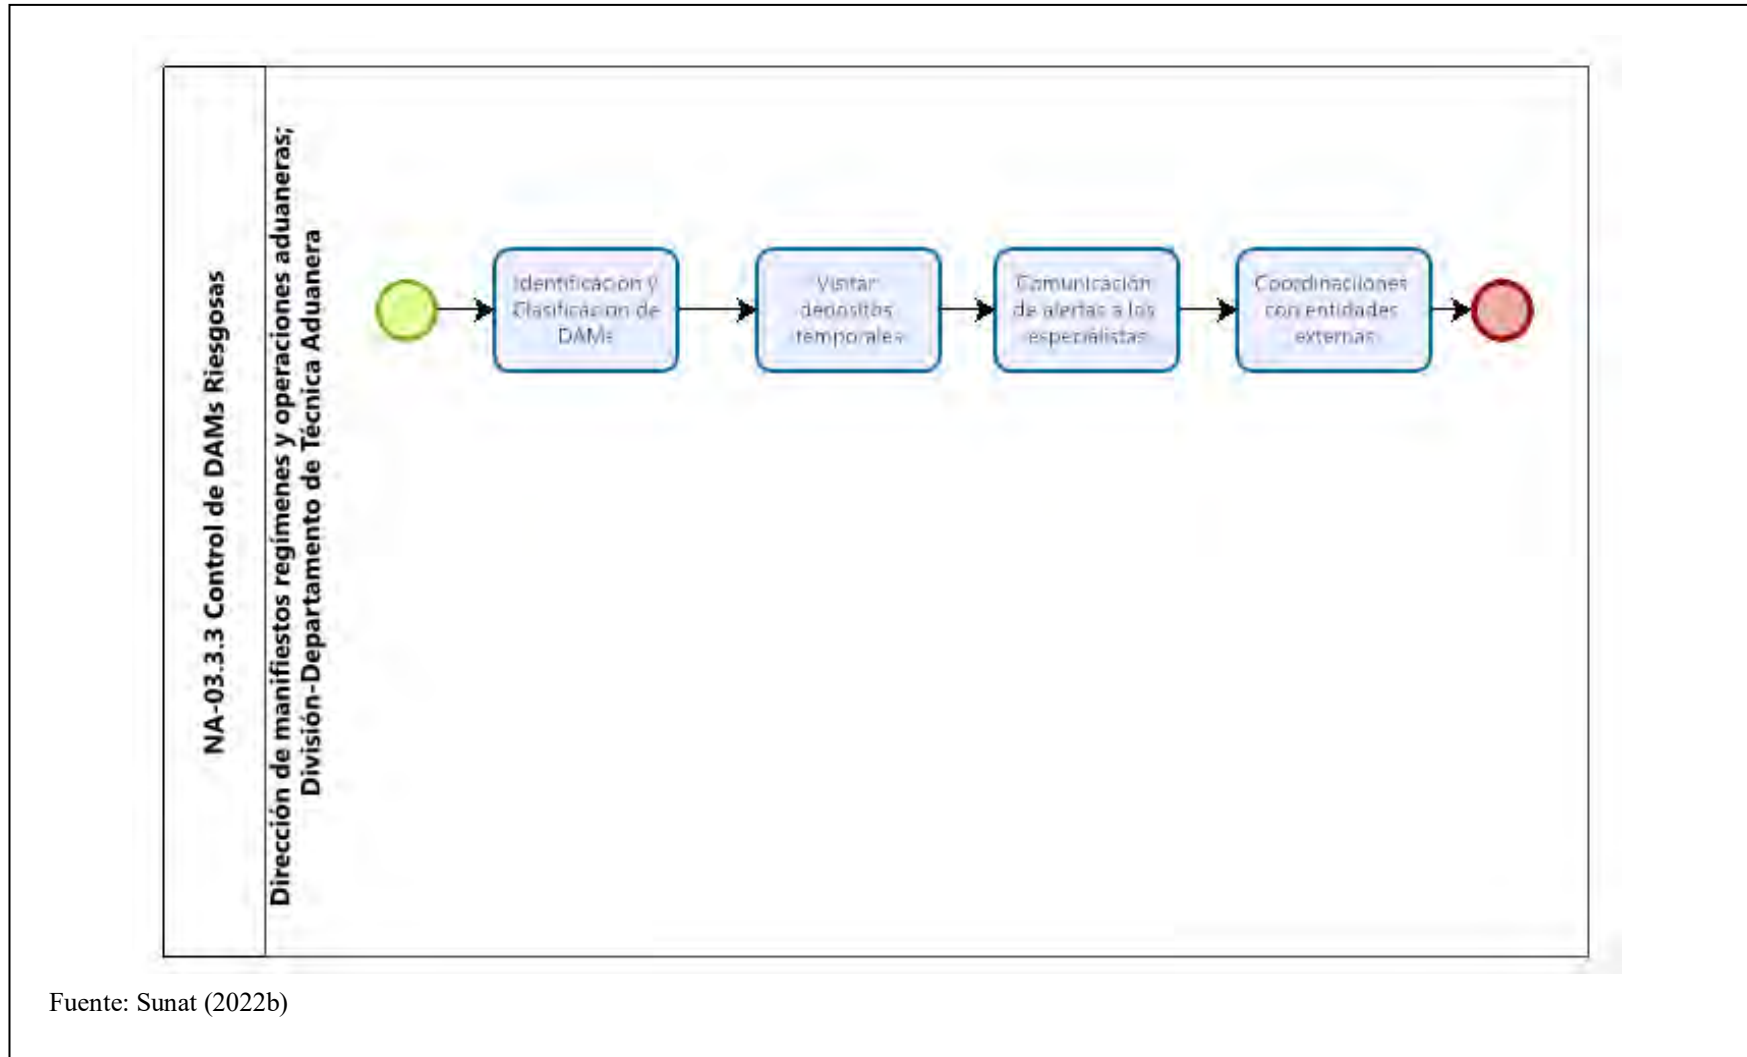 NA-03.3.3 Control de DAMs Riesgosas
Dirección de manifiestos regímenes y operaciones aduaneras;
División-Departamento de Técnica Aduanera
Identificación y
Clasificación de
DAMs
Visitar
depósitos
temporales
Comunicación
de alertas a los
especialistas
Coordinaciones
con entidades
externas
Fuente: Sunat (2022b)